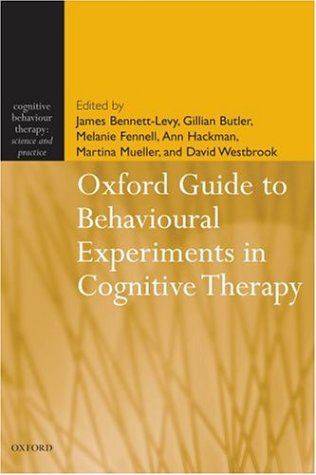 cognitive
behaviour
therapy:
science and
practice
Edited by
James Bennett-Levy, Gillian Butler,
Melanie Fennell, Ann Hackman,
Martina Mueller, and David Westbrook
Oxford Guide to
Behavioural
Experiments in
Cognitive Therapy
OXFORD